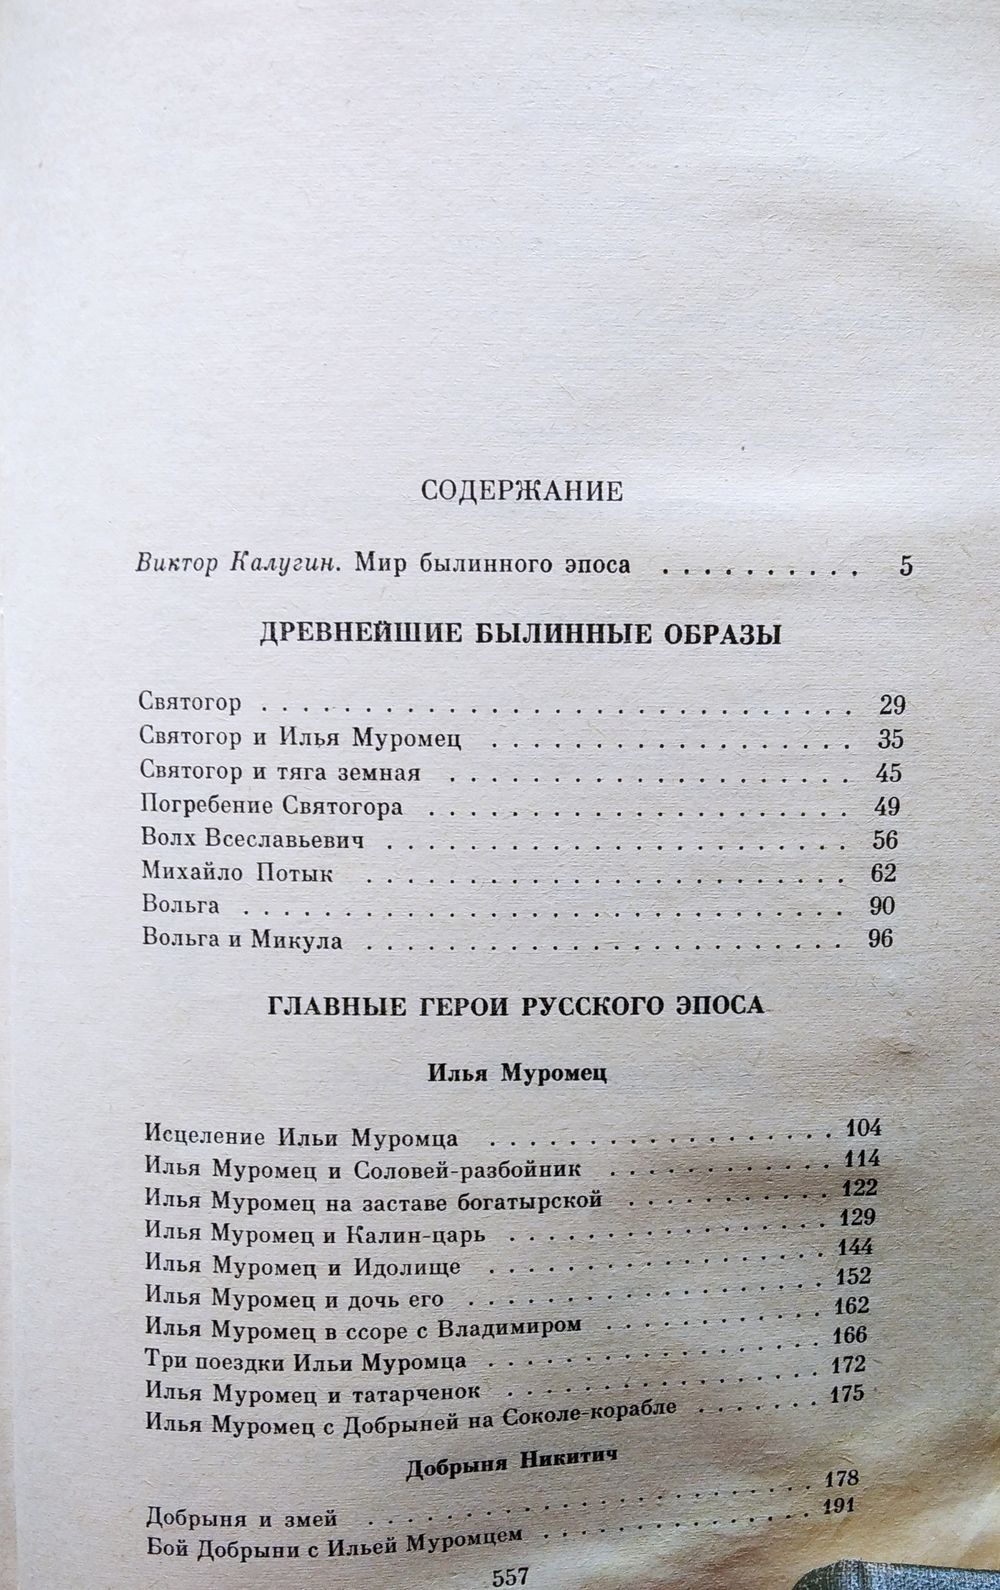 СОДЕРЖАНИЕ
Виктор Калугин. Мир былинного эпоса . . . . . . . . . . 5
ДРЕВНЕЙШИЕ БЫЛИННЫЕ ОБРАЗЫ
Святогор . . . . . . . . . . . . . . . . . . . . . . 29
Святогор и Илья Муромец . . . . . . . . . . . . . . 35
Святогор и тяга земная . . . . . . . . . . . . . . . 45
Погребение Святогора . . . . . . . . . . . . . . . . 49
Волх Всеславьевич . . . . . . . . . . . . . . . . . 56
Михайло Потык . . . . . . . . . . . . . . . . . . 62
Вольга . . . . . . . . . . . . . . . . . . . . . . 90
Вольга и Микула . . . . . . . . . . . . . . . . . . 96
ГЛАВНЫЕ ГЕРОИ РУССКОГО ЭПОСА
Илья Муромец
Исцеление Ильи Муромца . . . . . . . . . . . . . . 104
Илья Муромец и Соловей-разбойник . . . . . . . . . 114
Илья Муромец на заставе богатырской . . . . . . . . 122
Илья Муромец и Калин-царь . . . . . . . . . . . . . 129
Илья Муромец и Идолище . . . . . . . . . . . . . . 144
Илья Муромец и дочь его . . . . . . . . . . . . . . 152
Илья Муромец в ссоре с Владимиром . . . . . . . . . 162
Три поездки Ильи Муромца . . . . . . . . . . . . . 166
Илья Муромец и татарченок . . . . . . . . . . . . . 172
Илья Муромец с Добрыней на Соколе-корабле . . . . . . 175
Добрыня Никитич
Добрыня и змей . . . . . . . . . . . . . . . . . . 178
Бой Добрыни с Ильей Муромцем . . . . . . . . . . . 191
557